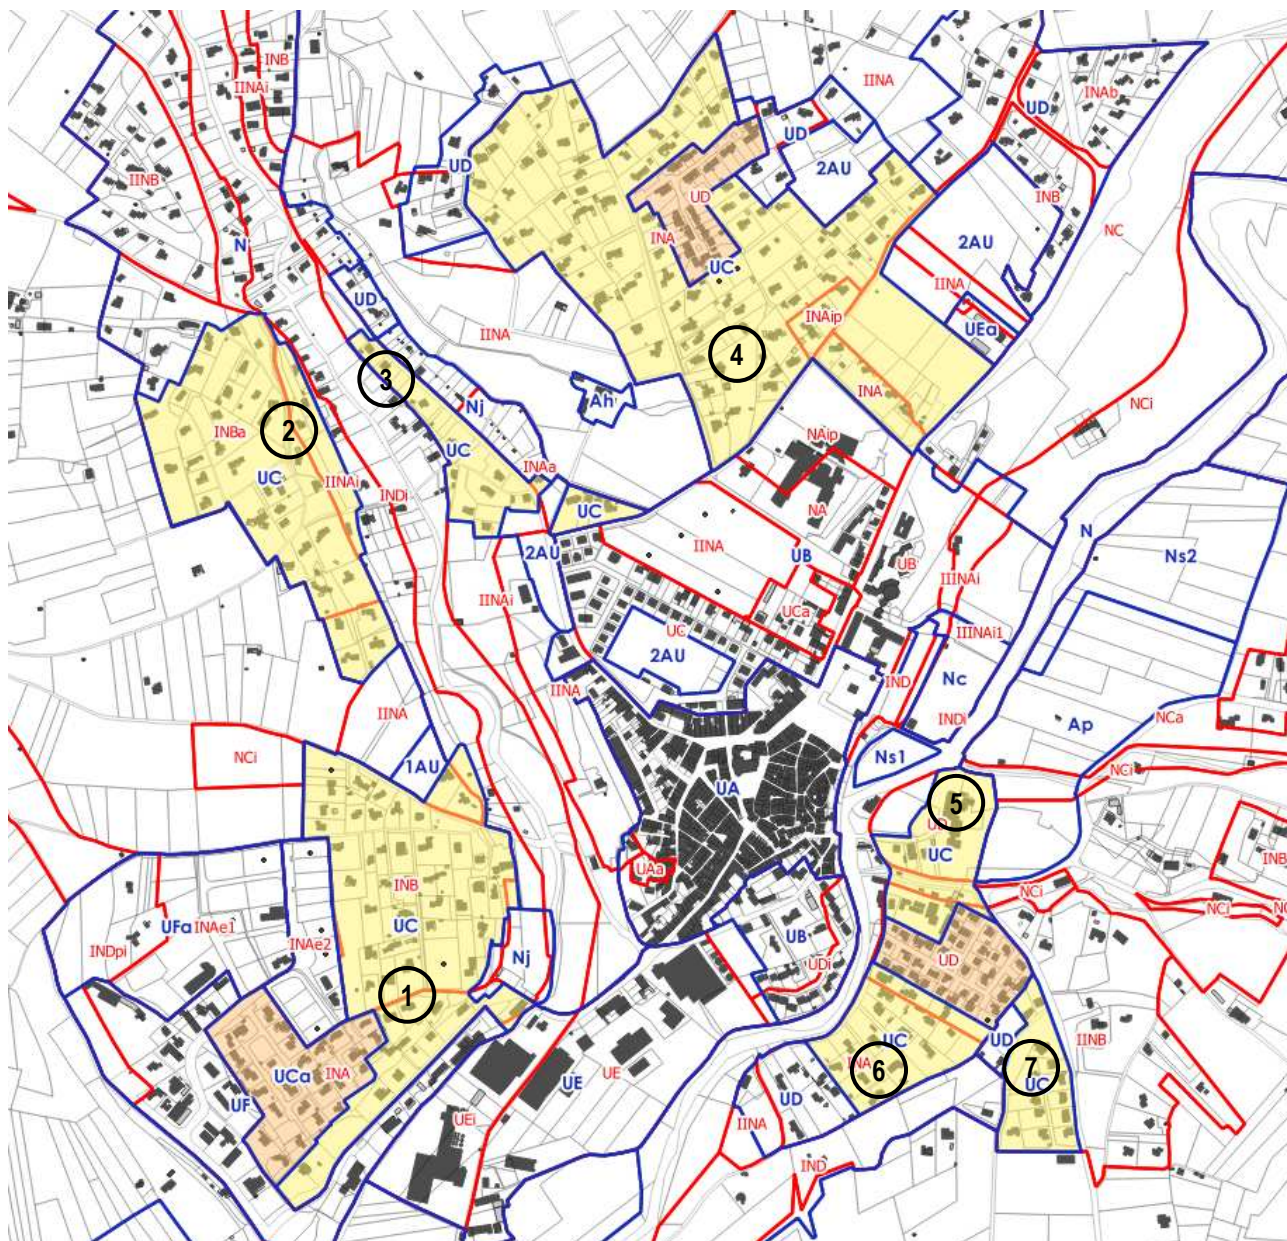 INB
IINAi
IINA
INAb
UD
UD
UD
2AU
IINB
UD
INB
N
INA
UC
2AU
NC
IINA
UD
IINA
INAip
UEa
3
4
Ah
Nj
INA
NCi
INBa
2
UC
UC
INAa
NAip
IINAi
INDi
UC
NA
N
2AU
IINA
UB
UB
Ns2
IINAi
UCa
IIINAi
UC
IIINAi1
2AU
IINA
IND
Nc
IINA
INDi
Ap
NCa
NCi
1AU
Ns1
NCi
UA
5
UD
UC
INB
UAa
INB
NCi
NCi
UFa
INAe1
UC
INAe2
UB
INDpi
Nj
UDi
UD
1
UC
UD
IINB
INA
6
7
UCa
INA
UE
UE
UC
UF
UD
UEi
IINA
IND